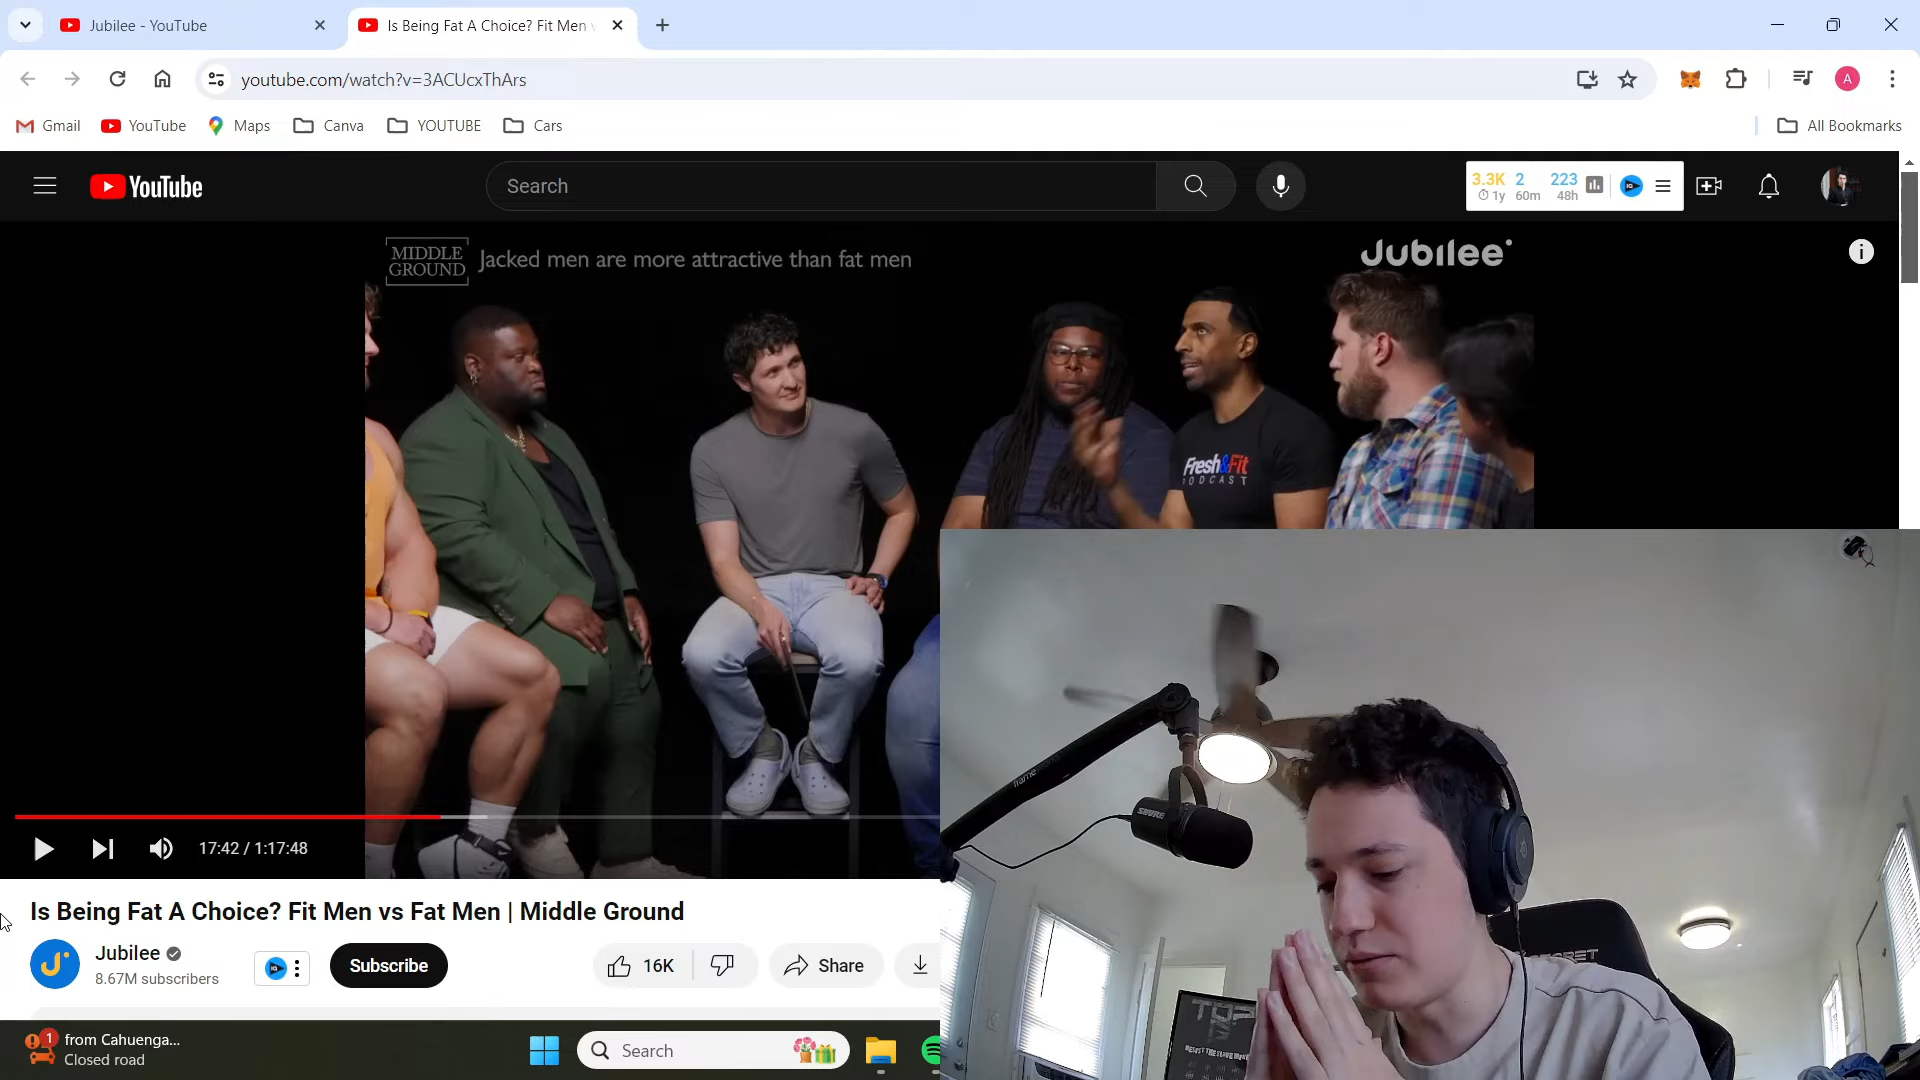 Jubilee - YouTube
Is Being Fat A Choice? Fit Men
youtube.com/watch?v=3ACUcxThArs
A
Gmail
YouTube
Maps
Canva
YOUTUBE
Cars
All Bookmarks
YouTube
Search
3.3K 2 223
1y 60m 48h
MIDDLE
GROUND
Jacked men are more attractive than fat men
Jubilee
Fresh&Fit
PODCAST
SHURE
17:42 / 1:17:48
Is Being Fat A Choice? Fit Men vs Fat Men | Middle Ground
Jubilee
8.67M subscribers
Subscribe
16K
Share
1
from Cahuenga...
Closed road
Search